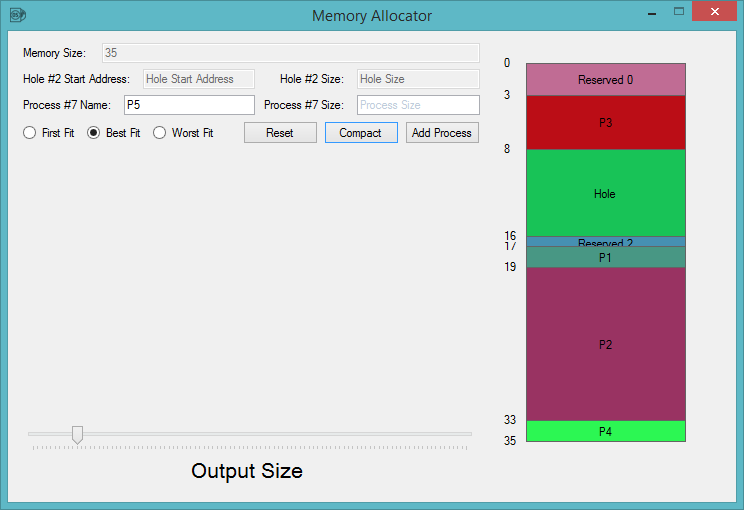 Memory Allocator
Memory Size: 35
Hole #2 Start Address: Hole Start Address Hole #2 Size: Hole Size
Process #7 Name: P5 Process #7 Size: Process Size
First Fit Best Fit Worst Fit Reset Compact Add Process
Output Size
0
Reserved 0
3
P3
8
Hole
16
Reserved 2
17
P1
19
P2
33
P4
35